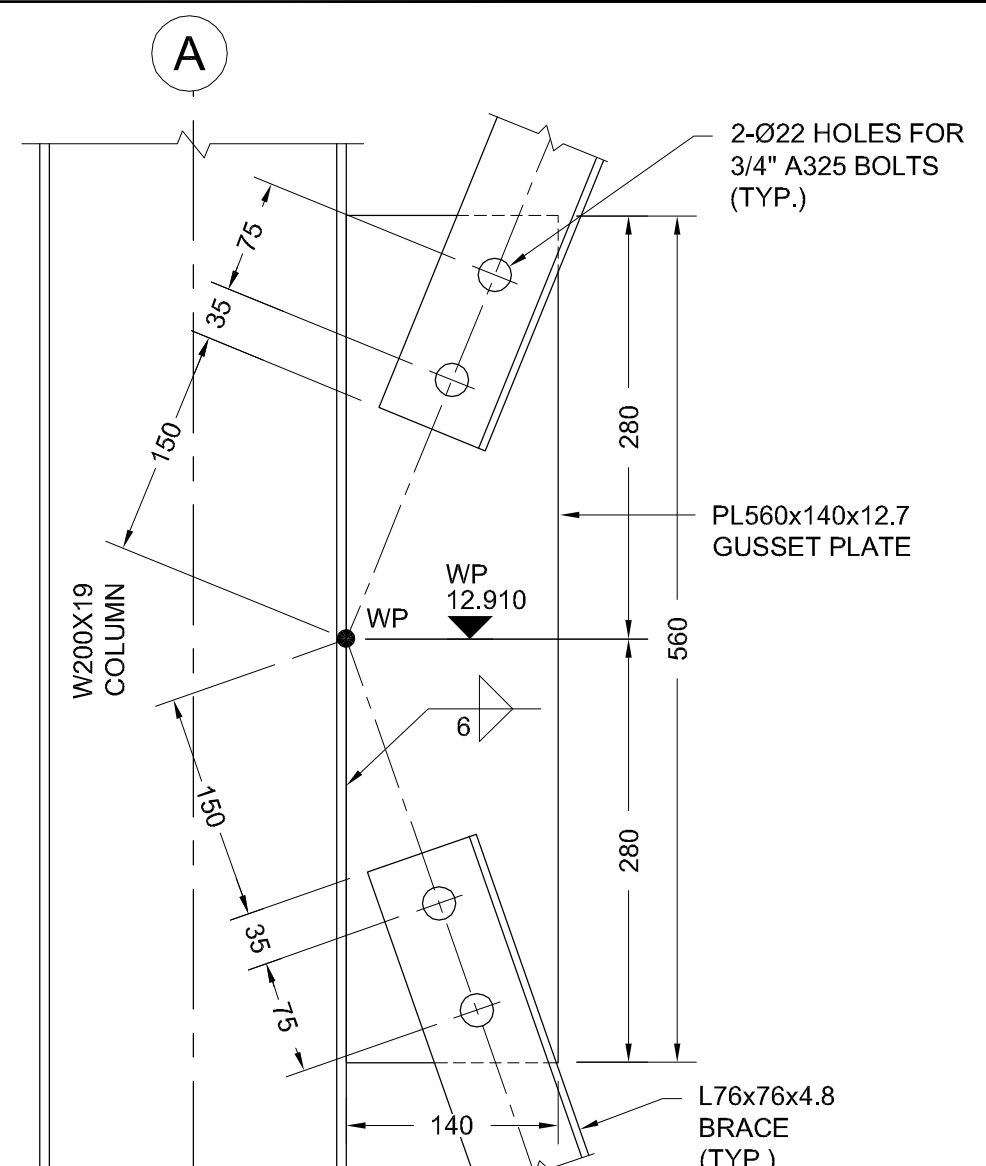 A
2-Ø22 HOLES FOR
3/4" A325 BOLTS
(TYP.)
75
35
150
280
PL560x140x12.7
GUSSET PLATE
WP
12.910
WP
W200X19
COLUMN
560
6
150
280
35
75
140
L76x76x4.8
BRACE
(TYP.)